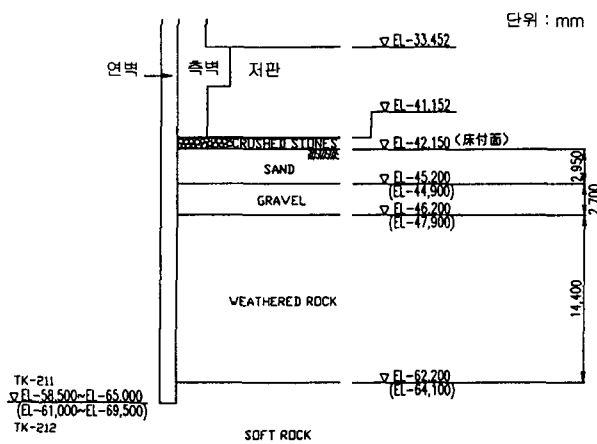 단위 : mm
▽ EL-33.452
연벽
측벽
저판
▽ EL-41.152
CRUSHED STONES
▽ EL-42.150 (床付面)
SAND
2,950
▽ EL-45.200
(EL-44,900)
GRAVEL
2,700
▽ EL-46.200
(EL-47,900)
WEATHERED ROCK
14,400
▽ EL-62.200
(EL-64,100)
TK-211
▽ EL-58.500~EL-65.000
(EL-61,000~EL-69,500)
TK-212
SOFT ROCK